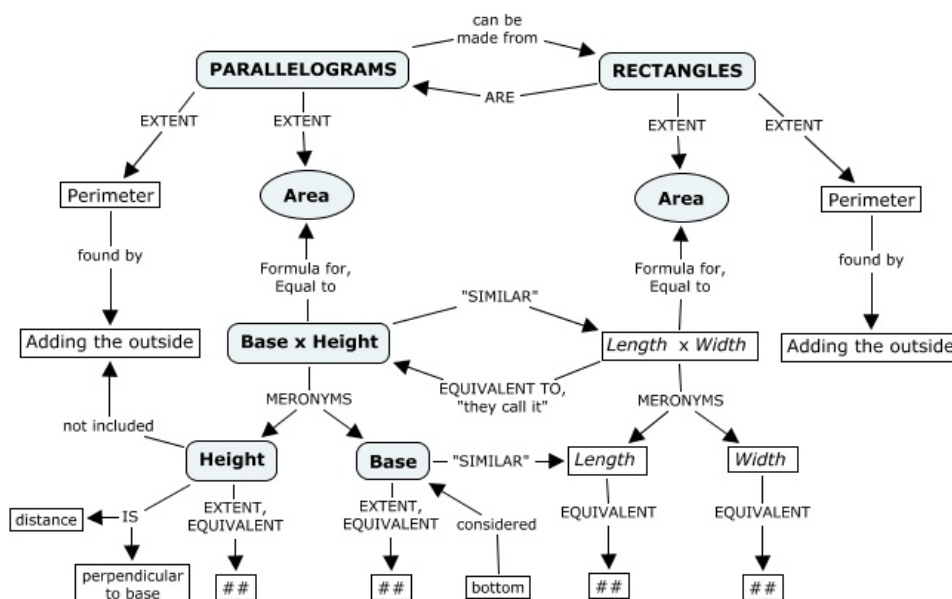 can be
made from
PARALLELOGRAMS
RECTANGLES
ARE
EXTENT
EXTENT
EXTENT
EXTENT
Perimeter
Area
Area
Perimeter
found by
Formula for,
Equal to
Formula for,
Equal to
found by
"SIMILAR"
Adding the outside
Base x Height
Length x Width
Adding the outside
EQUIVALENT TO,
"they call it"
MERONYMS
MERONYMS
not included
Height
Base
"SIMILAR"
Length
Width
distance
IS
EXTENT,
EQUIVALENT
EXTENT,
EQUIVALENT
considered
EQUIVALENT
EQUIVALENT
perpendicular
to base
##
##
bottom
##
##